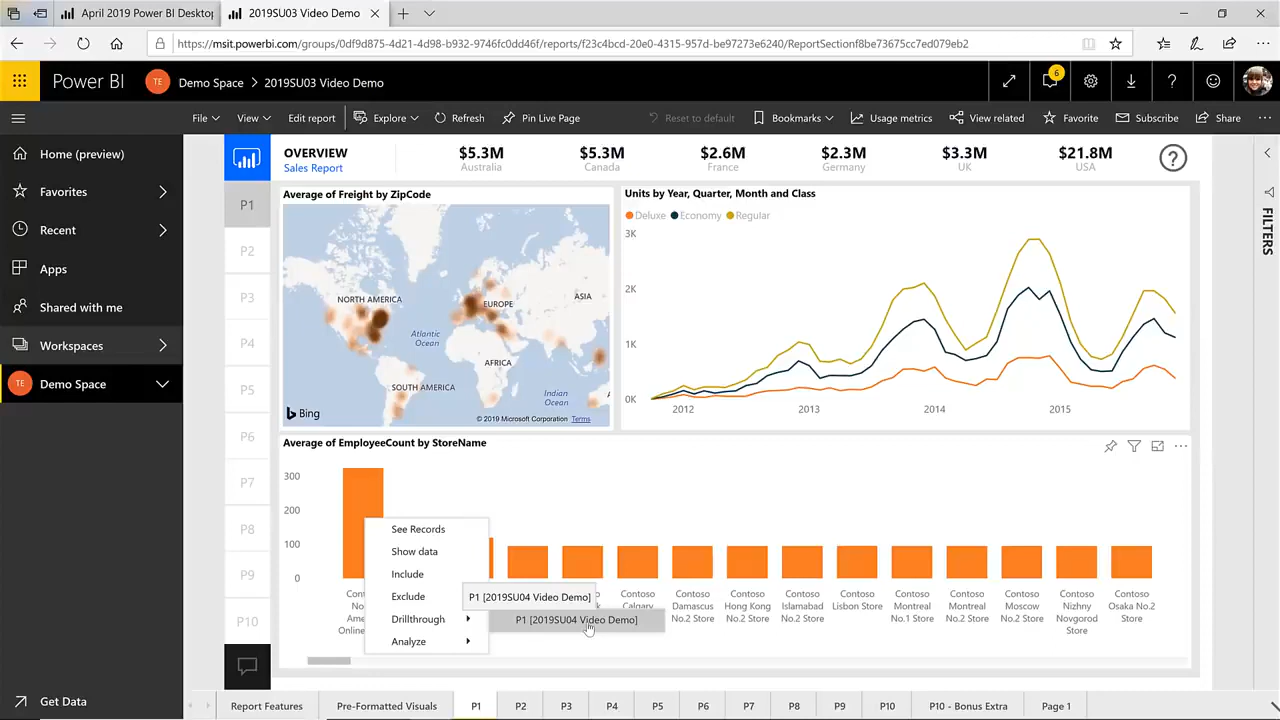 April 2019 Power BI Desktop
2019SU03 Video Demo
https://msit.powerbi.com/groups/0df9d875-4d21-4d98-b932-9746fc0dd46f/reports/f23c4bcd-20e0-4315-957d-be97273e6240/ReportSectionf8be73675cc7ed079eb2
Power BI
TE
Demo Space > 2019SU03 Video Demo
6
File
View
Edit report
Explore
Refresh
Pin Live Page
Reset to default
Bookmarks
Usage metrics
View related
Favorite
Subscribe
Share
Home (preview)
Favorites
Recent
Apps
Shared with me
Workspaces
TE
Demo Space
Get Data
P1
P2
P3
P4
P5
P6
P7
P8
P9
P10
OVERVIEW
Sales Report
$5.3M
Australia
$5.3M
Canada
$2.6M
France
$2.3M
Germany
$3.3M
UK
$21.8M
USA
FILTERS
Average of Freight by ZipCode
NORTH AMERICA
EUROPE
ASIA
Atlantic
Ocean
AFRICA
SOUTH AMERICA
Indian
Ocean
Bing
© 2019 Microsoft Corporation Terms
Units by Year, Quarter, Month and Class
Deluxe Economy Regular
3K
2K
1K
0K
2012 2013 2014 2015
Average of EmployeeCount by StoreName
300
200
100
0
See Records
Show data
Include
Exclude
Drillthrough
Analyze
P1 [2019SU04 Video Demo]
P1 [2019SU04 Video Demo]
Contoso
Calgary
Contoso
Damascus
No.2 Store
Contoso
Hong Kong
No.2 Store
Contoso
Islamabad
No.2 Store
Contoso
Lisbon Store
Contoso
Montreal
No.1 Store
Contoso
Montreal
No.2 Store
Contoso
Moscow
No.2 Store
Contoso
Nizhny
Novgorod
Store
Contoso
Osaka No.2
Store
Report Features
Pre-Formatted Visuals
P1
P2
P3
P4
P5
P6
P7
P8
P9
P10
P10 - Bonus Extra
Page 1